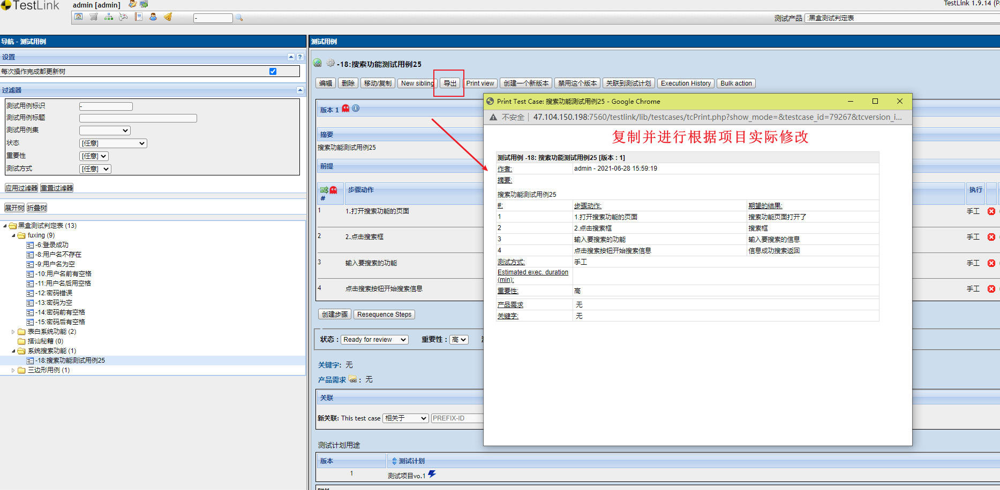 TestLink
admin [admin]
TestLink 1.9.14 (P
-
测试产品 :黑盒测试判定表
导航 - 测试用例
设置
每次操作完成都更新树
过滤器
测试用例标识 -
测试用例标题
测试用例集
状态 [任意]
重要性 [任意]
测试方式 [任意]
应用过滤器 重置过滤器
展开树 折叠树
黑盒测试判定表 (13)
fuxing (9)
-6:登录成功
-8:用户名不存在
-9:用户名为空
-10:用户名前有空格
-11:用户名后用空格
-12:密码错误
-13:密码为空
-14:密码前有空格
-15:密码后有空格
表白系统功能 (2)
搭讪秘籍 (0)
系统搜索功能 (1)
-18:搜索功能测试用例25
三边形用例 (1)
测试用例
-18:搜索功能测试用例25
编辑 删除 移动/复制 New sibling 导出 Print view 创建一个新版本 禁用这个版本 关联到测试计划 Execution History Bulk action
版本 1
摘要
搜索功能测试用例25
前提
# 步骤动作 执行
1 1.打开搜索功能的页面 手工
2 2.点击搜索框 手工
3 输入要搜索的功能 手工
4 点击搜索按钮开始搜索信息 手工
创建步骤 Resequence Steps
状态 : Ready for review 重要性 : 高
关键字: 无
产品需求 : 无
关联
新关联: This test case 相关于 PREFIX-ID
测试计划用途
版本 测试计划
1 测试项目vo.1
Print Test Case: 搜索功能测试用例25 - Google Chrome
不安全 47.104.150.198:7560/testlink/lib/testcases/tcPrint.php?show_mode=&testcase_id=79267&tcversion_i...
复制并进行根据项目实际修改
测试用例 -18: 搜索功能测试用例25 [版本 : 1]
作者: admin - 2021-06-28 15:59:19
摘要:
搜索功能测试用例25
#: 步骤动作: 期望的结果:
1 1.打开搜索功能的页面 搜索功能页面打开了
2 2.点击搜索框 搜索框
3 输入要搜索的功能 输入要搜索的信息
4 点击搜索按钮开始搜索信息 信息成功搜索返回
测试方式: 手工
Estimated exec. duration
(min):
重要性: 高
产品需求 无
关键字: 无